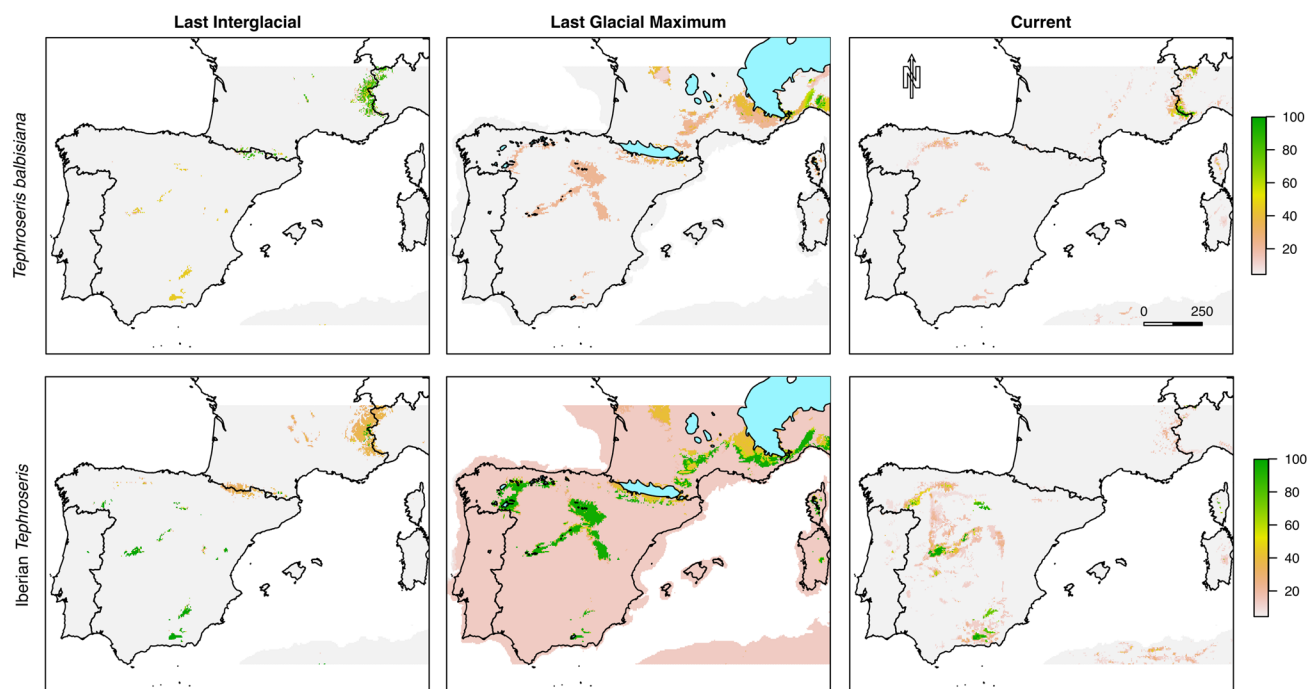 Last Interglacial
Last Glacial Maximum
Current
Tephroseris balbisiana
N
0 250
100
80
60
40
20
Iberian Tephroseris
100
80
60
40
20